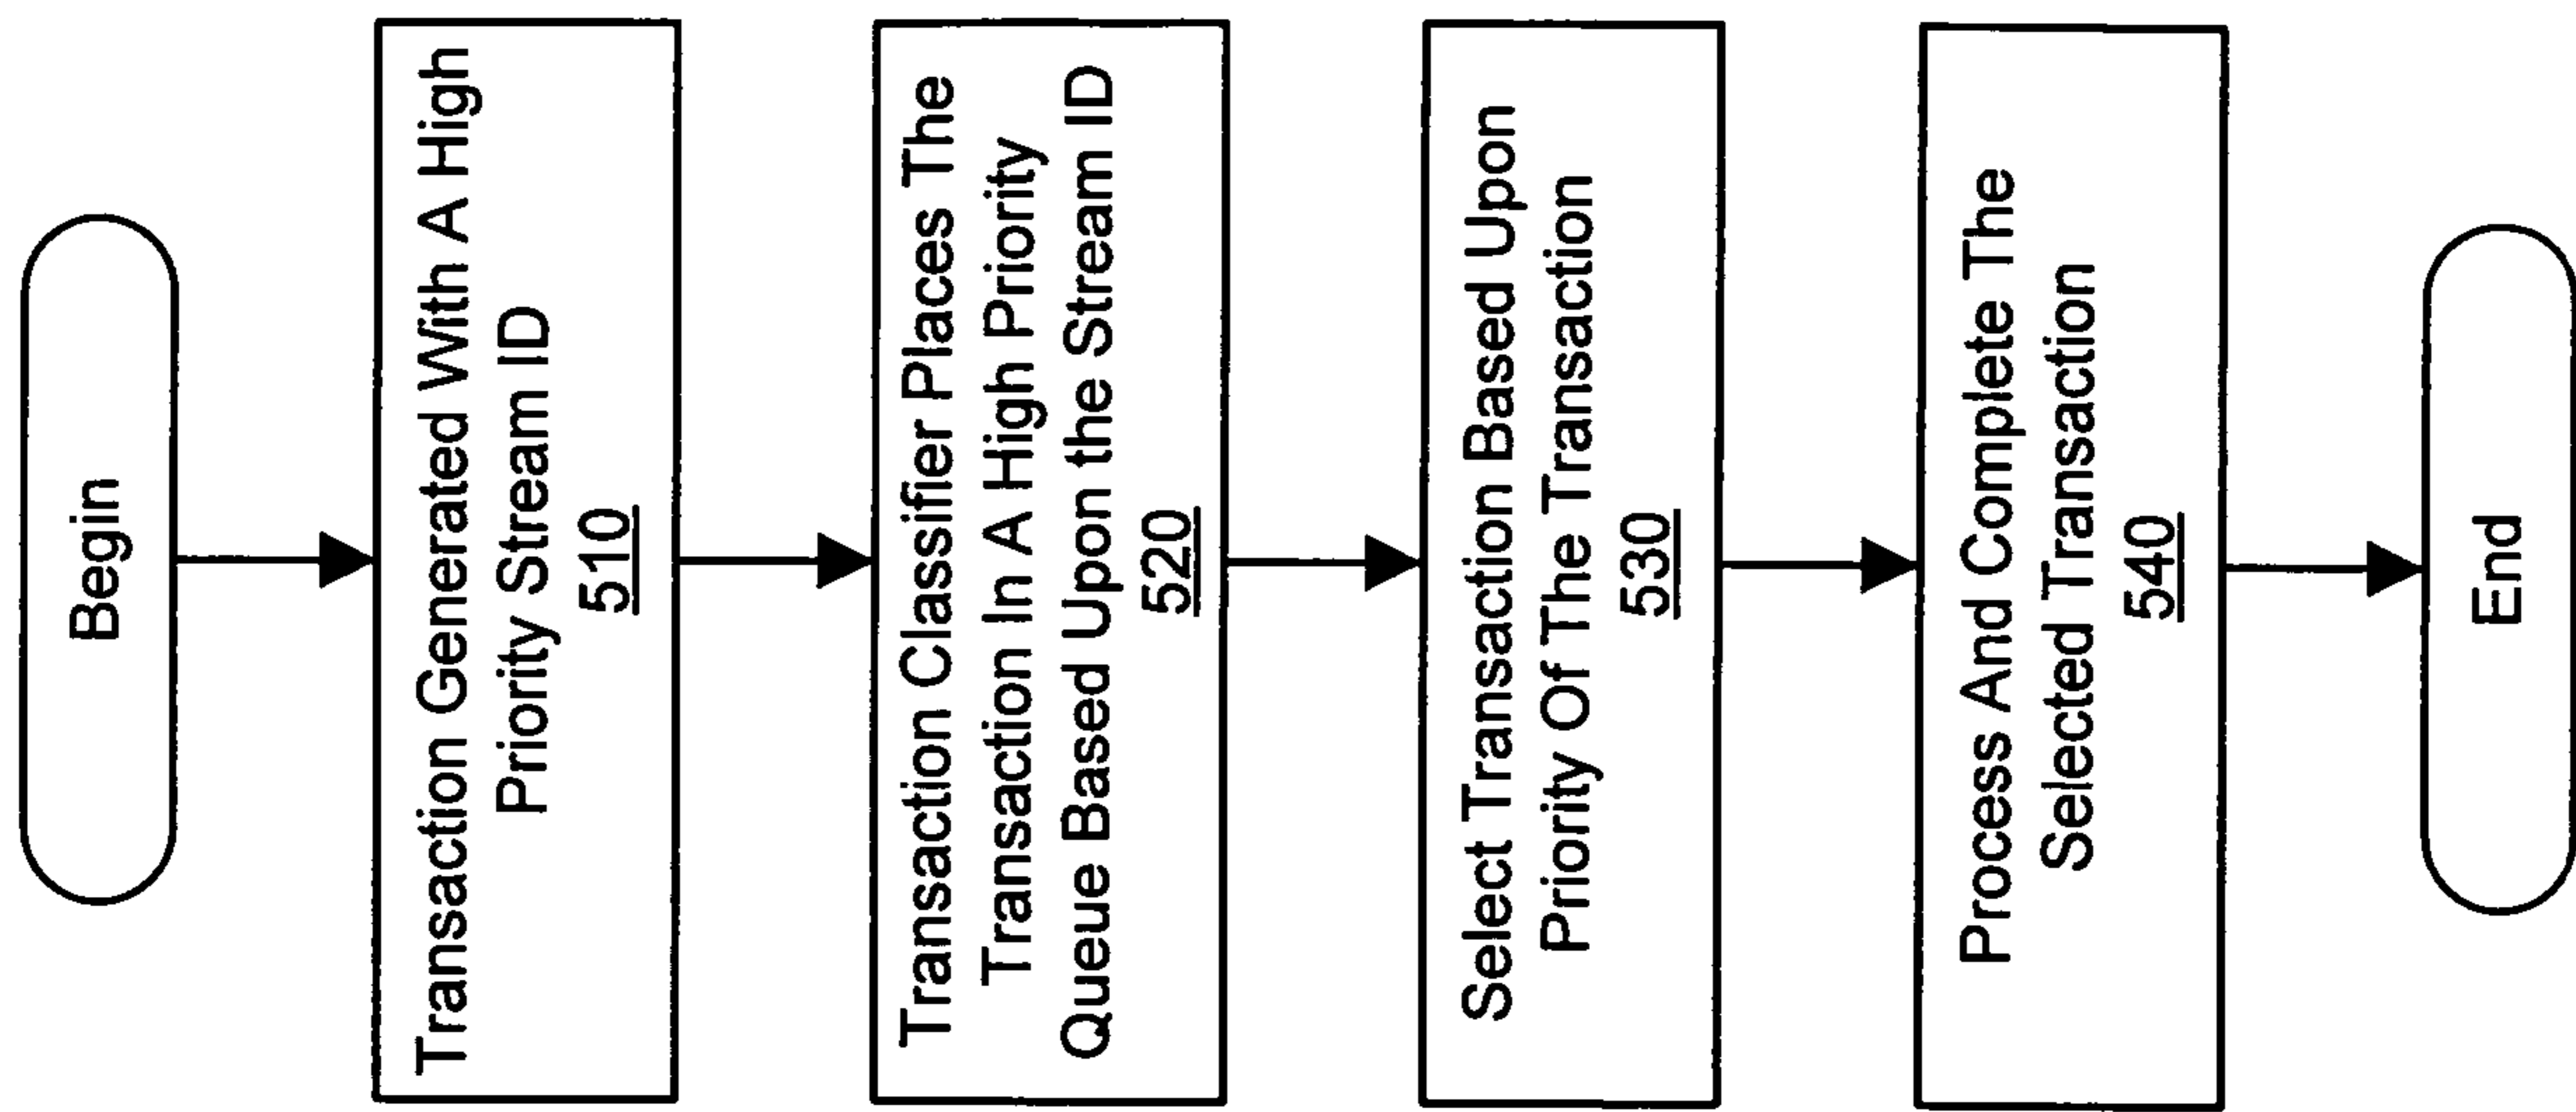 Begin
Transaction Generated With A High
Priority Stream ID
510
Transaction Classifier Places The
Transaction In A High Priority
Queue Based Upon the Stream ID
520
Select Transaction Based Upon
Priority Of The Transaction
530
Process And Complete The
Selected Transaction
540
End